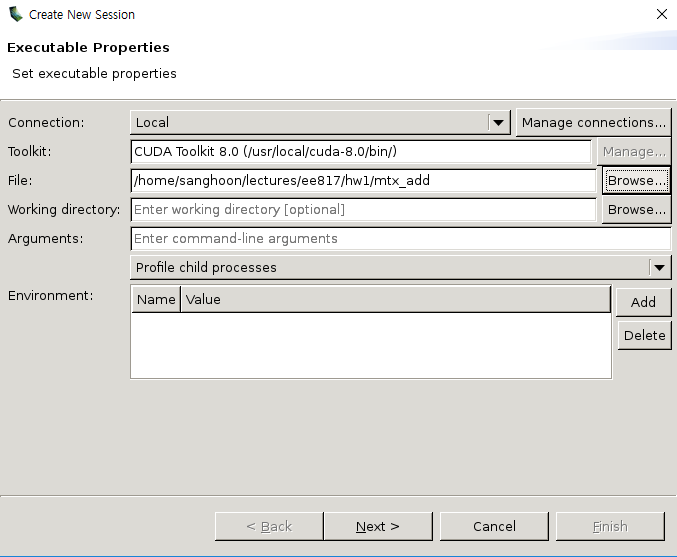 Create New Session
Executable Properties
Set executable properties
Connection: Local Manage connections...
Toolkit: CUDA Toolkit 8.0 (/usr/local/cuda-8.0/bin/) Manage...
File: /home/sanghoon/lectures/ee817/hw1/mtx_add Browse...
Working directory: Enter working directory [optional] Browse...
Arguments: Enter command-line arguments
Profile child processes
Environment: Name Value Add
Delete
< Back Next > Cancel Finish